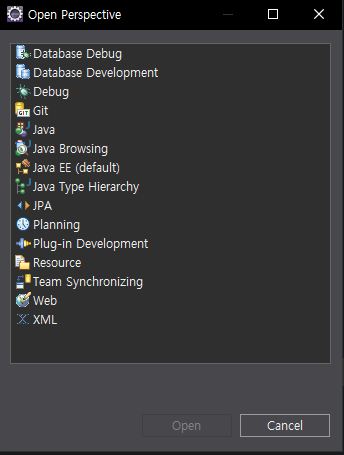 Open Perspective
Database Debug
Database Development
Debug
GIT Git
Java
Java Browsing
Java EE (default)
Java Type Hierarchy
JPA
Planning
Plug-in Development
Resource
Team Synchronizing
Web
XML
Open
Cancel